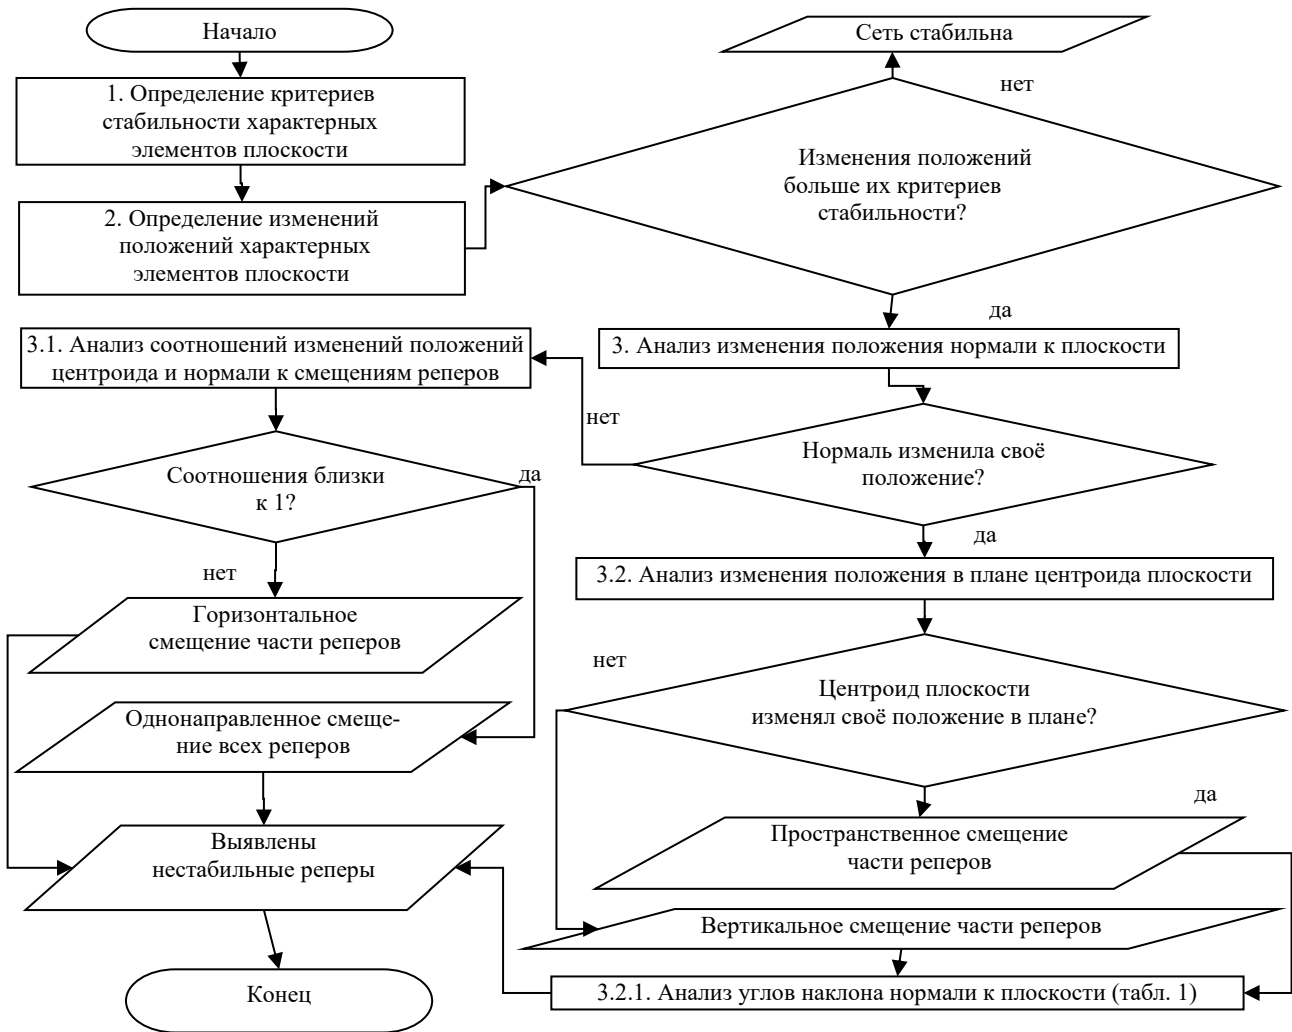 Начало
1. Определение критериев
стабильности характерных
элементов плоскости
2. Определение изменений
положений характерных
элементов плоскости
Сеть стабильна
нет
Изменения положений
больше их критериев
стабильности?
да
3. Анализ изменения положения нормали к плоскости
Нормаль изменила своё
положение?
нет
да
3.1. Анализ соотношений изменений положений
центроида и нормали к смещениям реперов
Соотношения близки
к 1?
да
нет
Горизонтальное
смещение части реперов
Однонаправленное смеще-
ние всех реперов
Выявлены
нестабильные реперы
Конец
3.2. Анализ изменения положения в плане центроида плоскости
нет
Центроид плоскости
изменял своё положение в плане?
да
Пространственное смещение
части реперов
Вертикальное смещение части реперов
3.2.1. Анализ углов наклона нормали к плоскости (табл. 1)